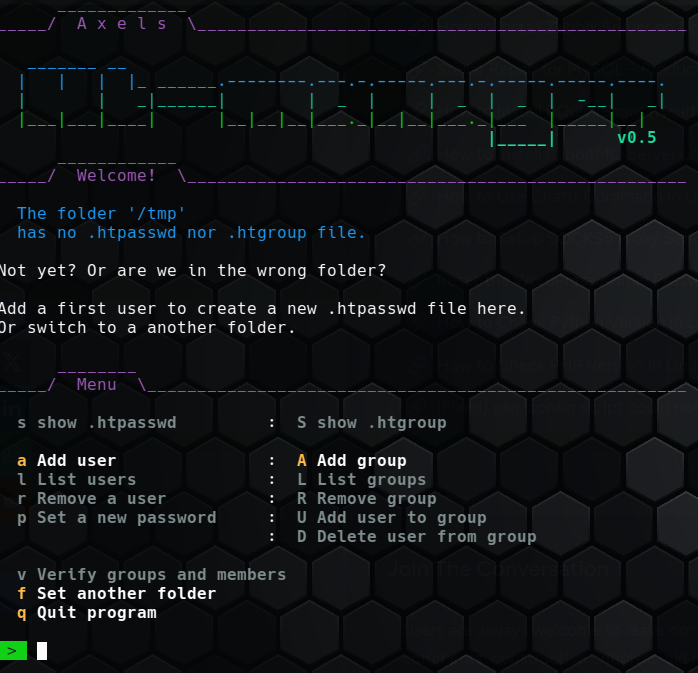 Axels
v0.5
Welcome!
The folder '/tmp'
has no .htpasswd nor .htgroup file.
Not yet? Or are we in the wrong folder?
Add a first user to create a new .htpasswd file here.
Or switch to a another folder.
Menu
s show .htpasswd : S show .htgroup
a Add user : A Add group
l List users : L List groups
r Remove a user : R Remove group
p Set a new password : U Add user to group
: D Delete user from group
v Verify groups and members
f Set another folder
q Quit program
>